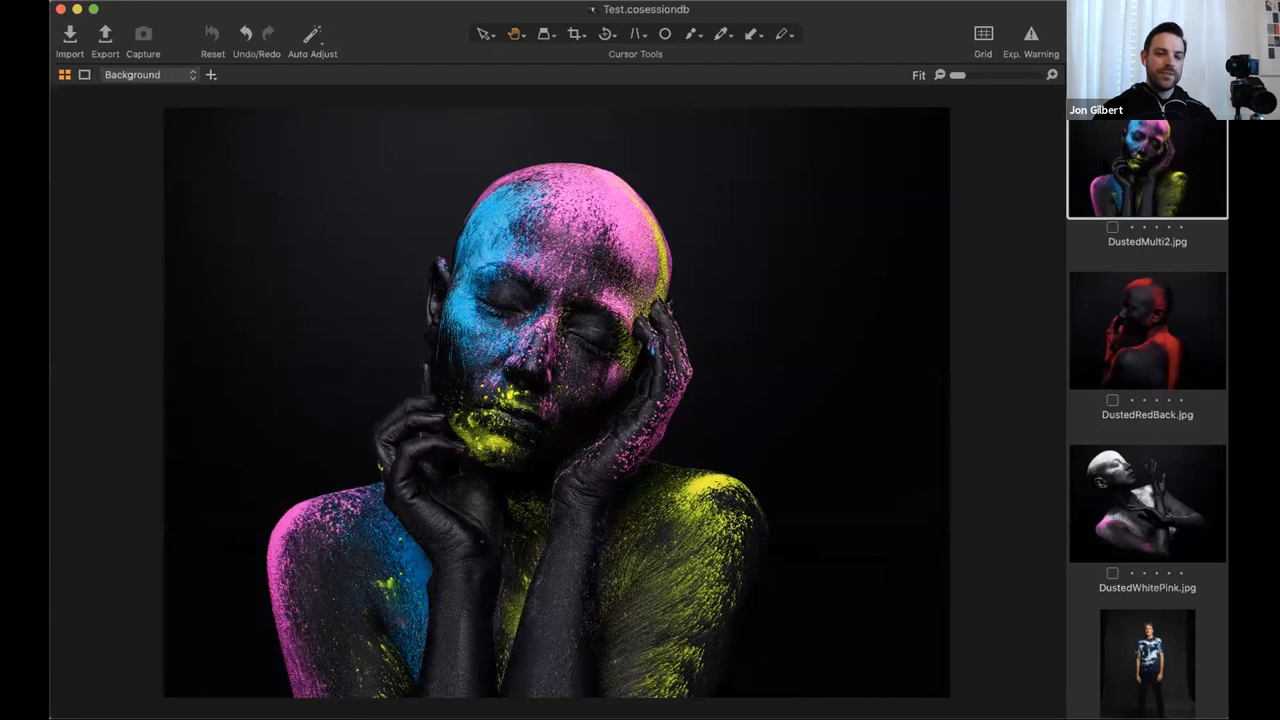 Test.cosessiondb
Import Export Capture Reset Undo/Redo Auto Adjust Cursor Tools Grid Exp. Warning
Background Fit
Jon Gilbert
DustedMulti2.jpg
DustedRedBack.jpg
DustedWhitePink.jpg